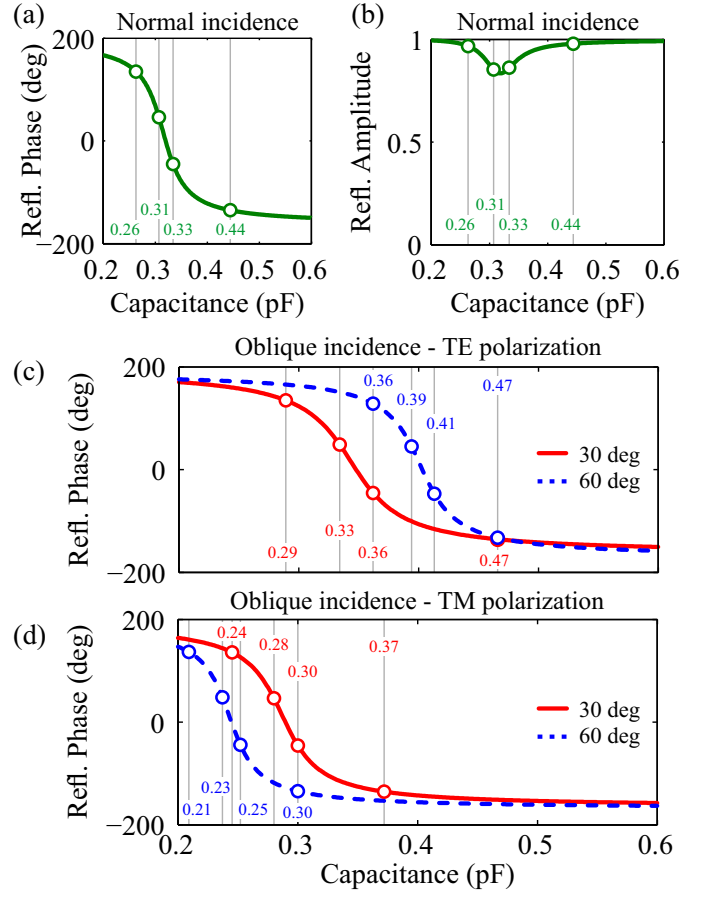 (a)
Normal incidence
Refl. Phase (deg)
200
0
−200
0.26
0.31
0.33
0.44
0.2 0.3 0.4 0.5 0.6
Capacitance (pF)
(b)
Normal incidence
Refl. Amplitude
1
0.5
1
0.26
0.31
0.33
0.44
0.2 0.3 0.4 0.5 0.6
Capacitance (pF)
(c)
Oblique incidence - TE polarization
Refl. Phase (deg)
200
0
−200
0.36
0.39
0.41
0.47
0.29
0.33
0.36
0.47
30 deg
60 deg
(d)
Oblique incidence - TM polarization
Refl. Phase (deg)
200
0
−200
0.24
0.28
0.30
0.37
0.21
0.23
0.25
0.30
30 deg
60 deg
0.2 0.3 0.4 0.5 0.6
Capacitance (pF)